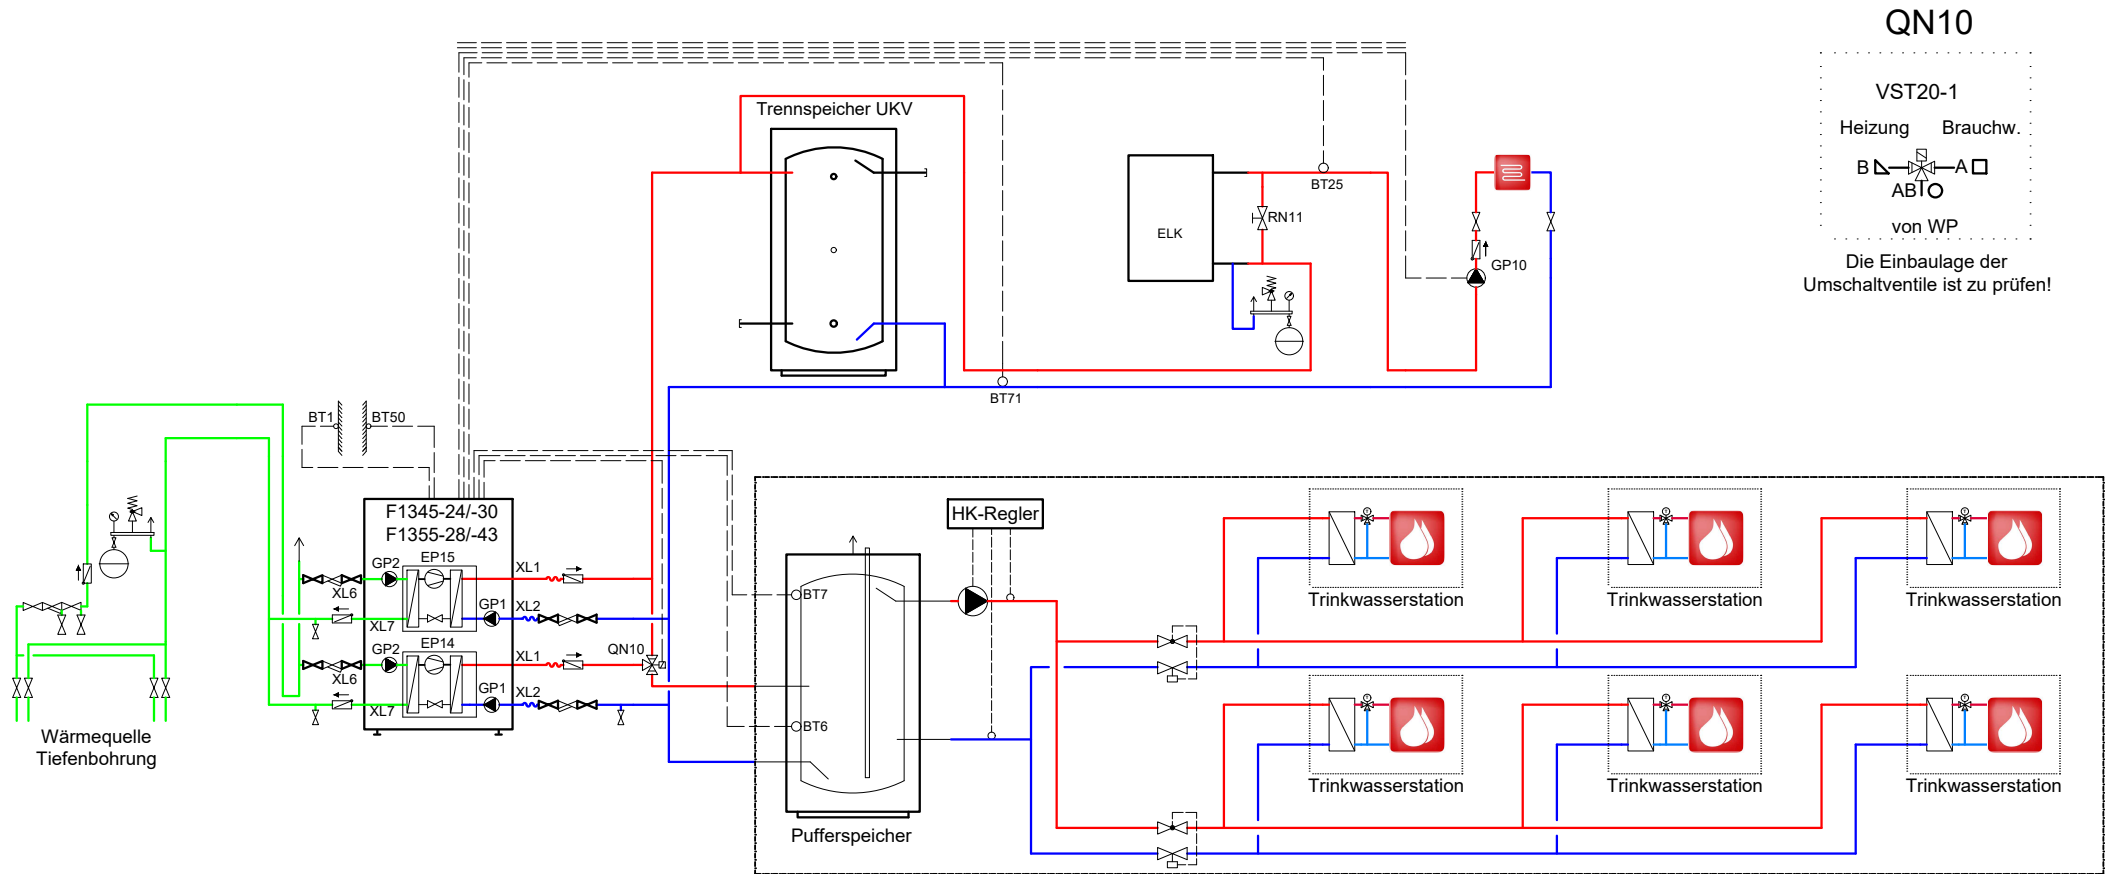 QN10
VST20-1
Heizung Brauchw.
B A
AB
von WP
Die Einbaulage der
Umschaltventile ist zu prüfen!
Trennspeicher UKV
ELK
RN11
BT25
GP10
BT71
BT1
BT50
F1345-24/-30
F1355-28/-43
EP15
GP2
XL6
XL7
GP1
XL1
XL2
EP14
GP2
XL6
XL7
GP1
XL1
XL2
QN10
Wärmequelle
Tiefenbohrung
HK-Regler
BT7
BT6
Pufferspeicher
Trinkwasserstation
Trinkwasserstation
Trinkwasserstation
Trinkwasserstation
Trinkwasserstation
Trinkwasserstation